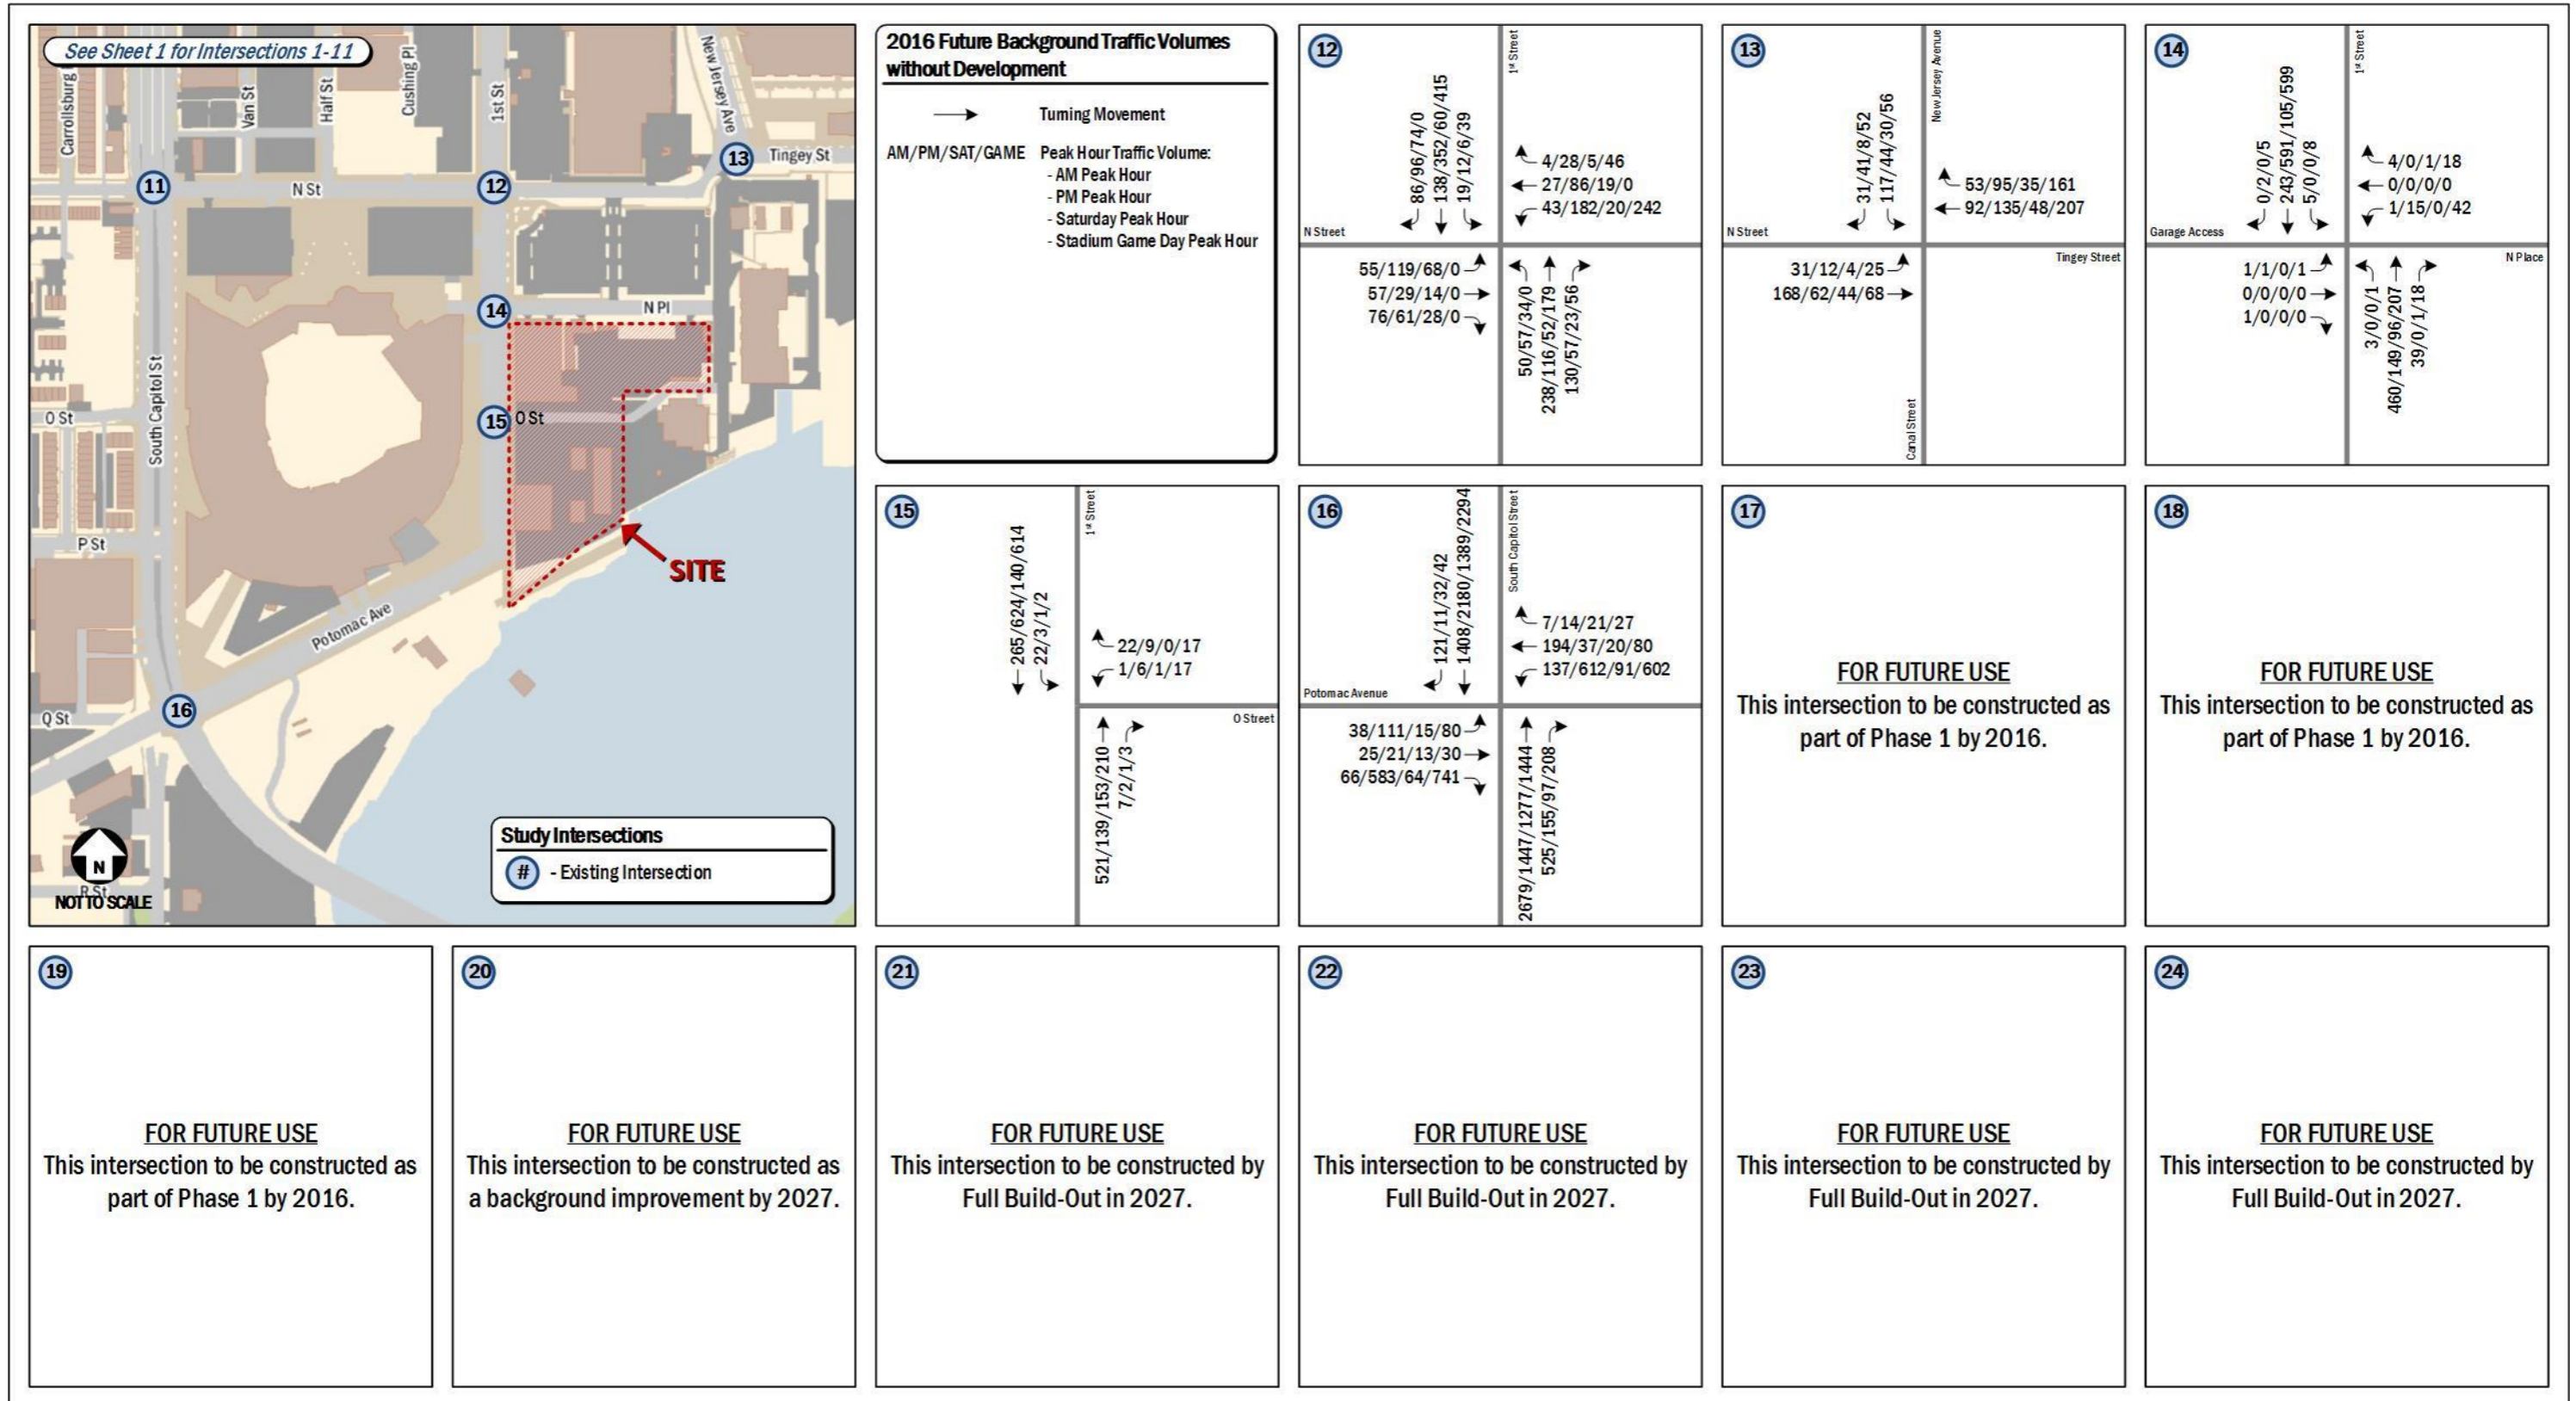 See Sheet 1 for Intersections 1-11
Carrollsburg
Van St
Half St
Cushing Pl
1st St
New Jersey Ave
13
Tingey St
11
N St
12
14
N Pl
South Capitol St
O St
15
O St
P St
SITE
Potomac Ave
Q St
16
N
R St
NOT TO SCALE
Study Intersections
# - Existing Intersection
2016 Future Background Traffic Volumes
without Development
Turning Movement
AM/PM/SAT/GAME Peak Hour Traffic Volume:
- AM Peak Hour
- PM Peak Hour
- Saturday Peak Hour
- Stadium Game Day Peak Hour
12
1st Street
86/96/74/0
138/352/60/415
19/12/6/39
4/28/5/46
27/86/19/0
43/182/20/242
N Street
55/119/68/0
57/29/14/0
76/61/28/0
50/57/34/0
238/116/52/179
130/57/23/56
13
New Jersey Avenue
31/41/8/52
117/44/30/56
53/95/35/161
92/135/48/207
N Street
Tingey Street
31/12/4/25
168/62/44/68
Canal Street
14
1st Street
0/2/0/5
243/591/105/599
5/0/0/8
4/0/1/18
0/0/0/0
1/15/0/42
Garage Access
N Place
1/1/0/1
0/0/0/0
1/0/0/0
3/0/0/1
460/149/96/207
39/0/1/18
15
1st Street
265/624/140/614
22/3/1/2
22/9/0/17
1/6/1/17
O Street
521/139/153/210
7/2/1/3
16
South Capitol Street
121/11/32/42
1408/2180/1389/2294
7/14/21/27
194/37/20/80
137/612/91/602
Potomac Avenue
38/111/15/80
25/21/13/30
66/583/64/741
2679/1447/1277/1444
525/155/97/208
17
FOR FUTURE USE
This intersection to be constructed as
part of Phase 1 by 2016.
18
FOR FUTURE USE
This intersection to be constructed as
part of Phase 1 by 2016.
19
FOR FUTURE USE
This intersection to be constructed as
part of Phase 1 by 2016.
20
FOR FUTURE USE
This intersection to be constructed as
a background improvement by 2027.
21
FOR FUTURE USE
This intersection to be constructed by
Full Build-Out in 2027.
22
FOR FUTURE USE
This intersection to be constructed by
Full Build-Out in 2027.
23
FOR FUTURE USE
This intersection to be constructed by
Full Build-Out in 2027.
24
FOR FUTURE USE
This intersection to be constructed by
Full Build-Out in 2027.